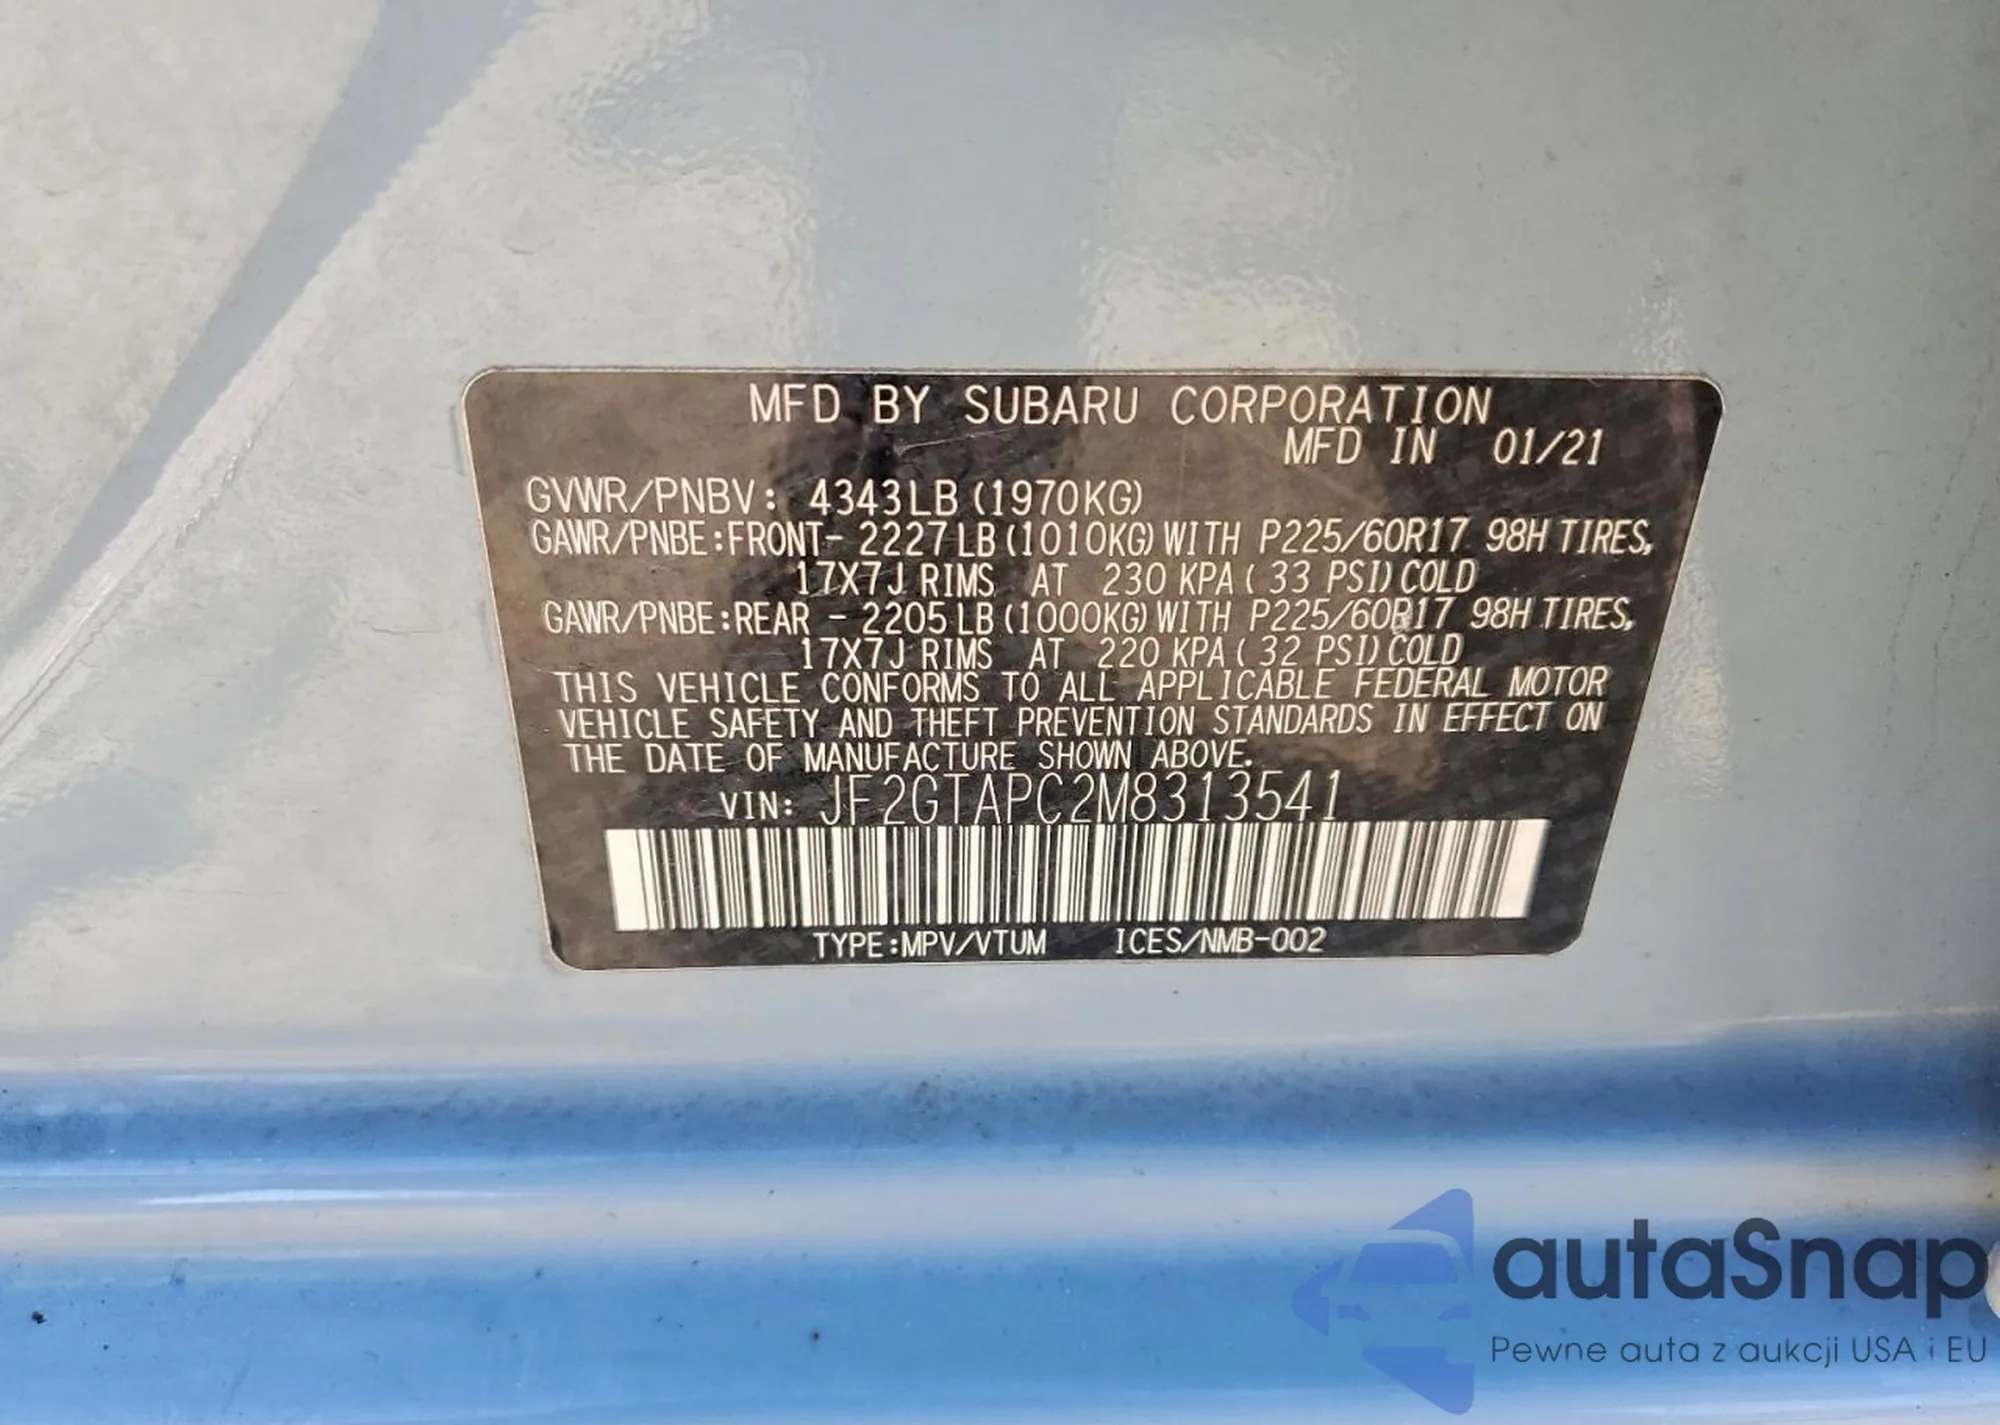 MFD BY SUBARU CORPORATION
MFD IN 01/21
GVWR/PNBV: 4343LB (1970KG)
GAWR/PNBE:FRONT- 2227LB (1010KG) WITH P225/60R17 98H TIRES,
17X7J RIMS AT 230 KPA ( 33 PSI) COLD
GAWR/PNBE:REAR - 2205LB (1000KG) WITH P225/60R17 98H TIRES,
17X7J RIMS AT 220 KPA ( 32 PSI) COLD
THIS VEHICLE CONFORMS TO ALL APPLICABLE FEDERAL MOTOR
VEHICLE SAFETY AND THEFT PREVENTION STANDARDS IN EFFECT ON
THE DATE OF MANUFACTURE SHOWN ABOVE.
VIN: JF2GTAPC2M8313541
TYPE:MPV/VTUM ICES/NMB-002
autaSnap
Pewne auta z aukcji USA i EU